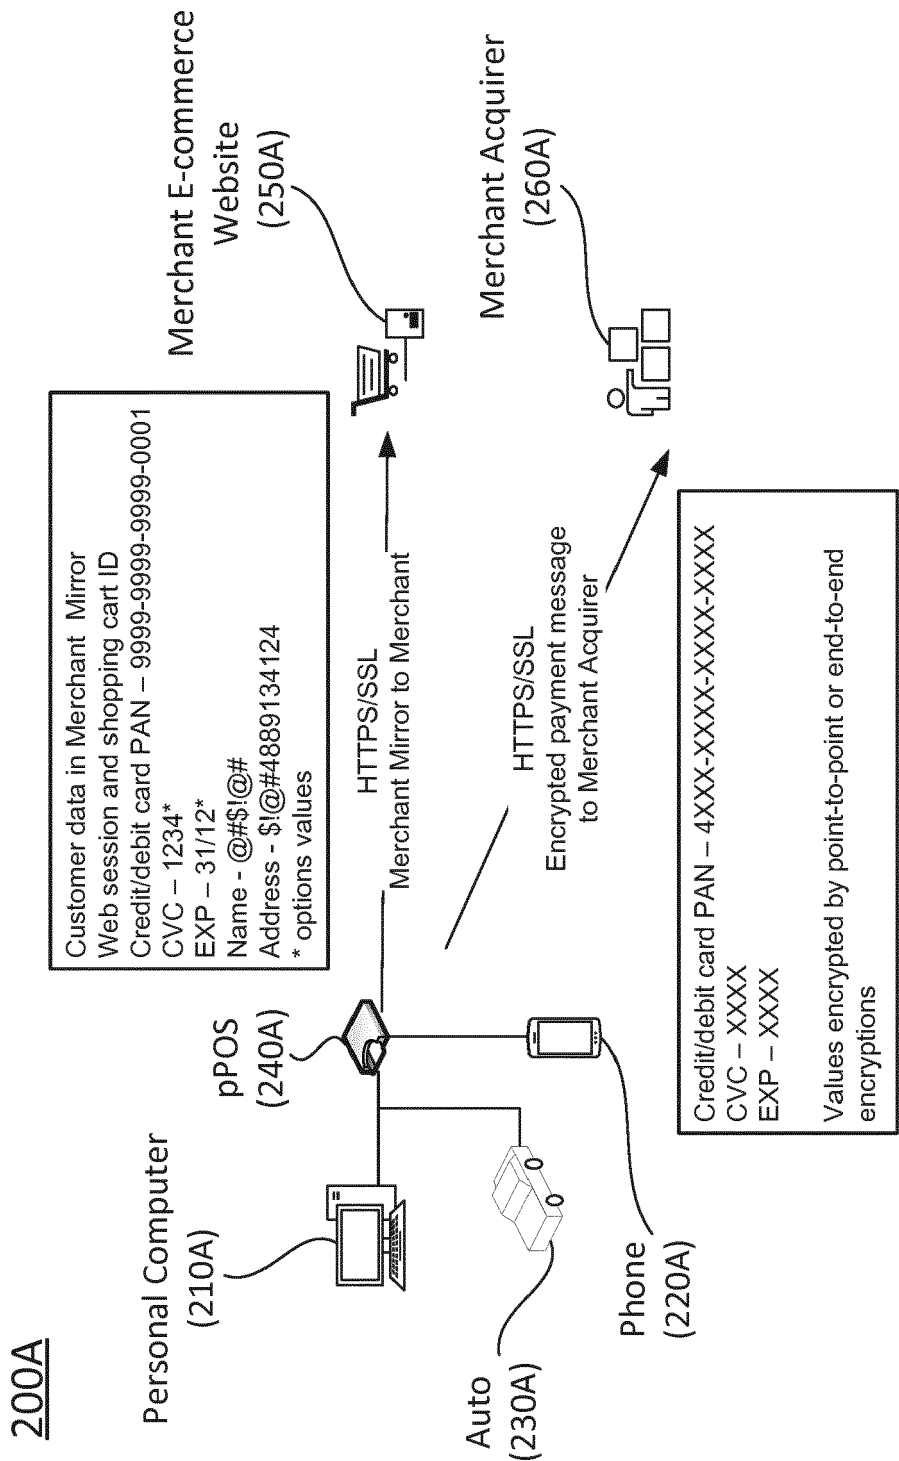 200A
Personal Computer
(210A)
Auto
(230A)
Phone
(220A)
pPOS
(240A)
Customer data in Merchant Mirror
Web session and shopping cart ID
Credit/debit card PAN – 9999-9999-9999-0001
CVC – 1234*
EXP – 31/12*
Name - @#$!@#
Address - $!@#4889134124
* options values
HTTPS/SSL
Merchant Mirror to Merchant
HTTPS/SSL
Encrypted payment message
to Merchant Acquirer
Credit/debit card PAN – 4XXX-XXXX-XXXX-XXXX
CVC – XXXX
EXP – XXXX
Values encrypted by point-to-point or end-to-end
encryptions
Merchant E-commerce
Website
(250A)
Merchant Acquirer
(260A)